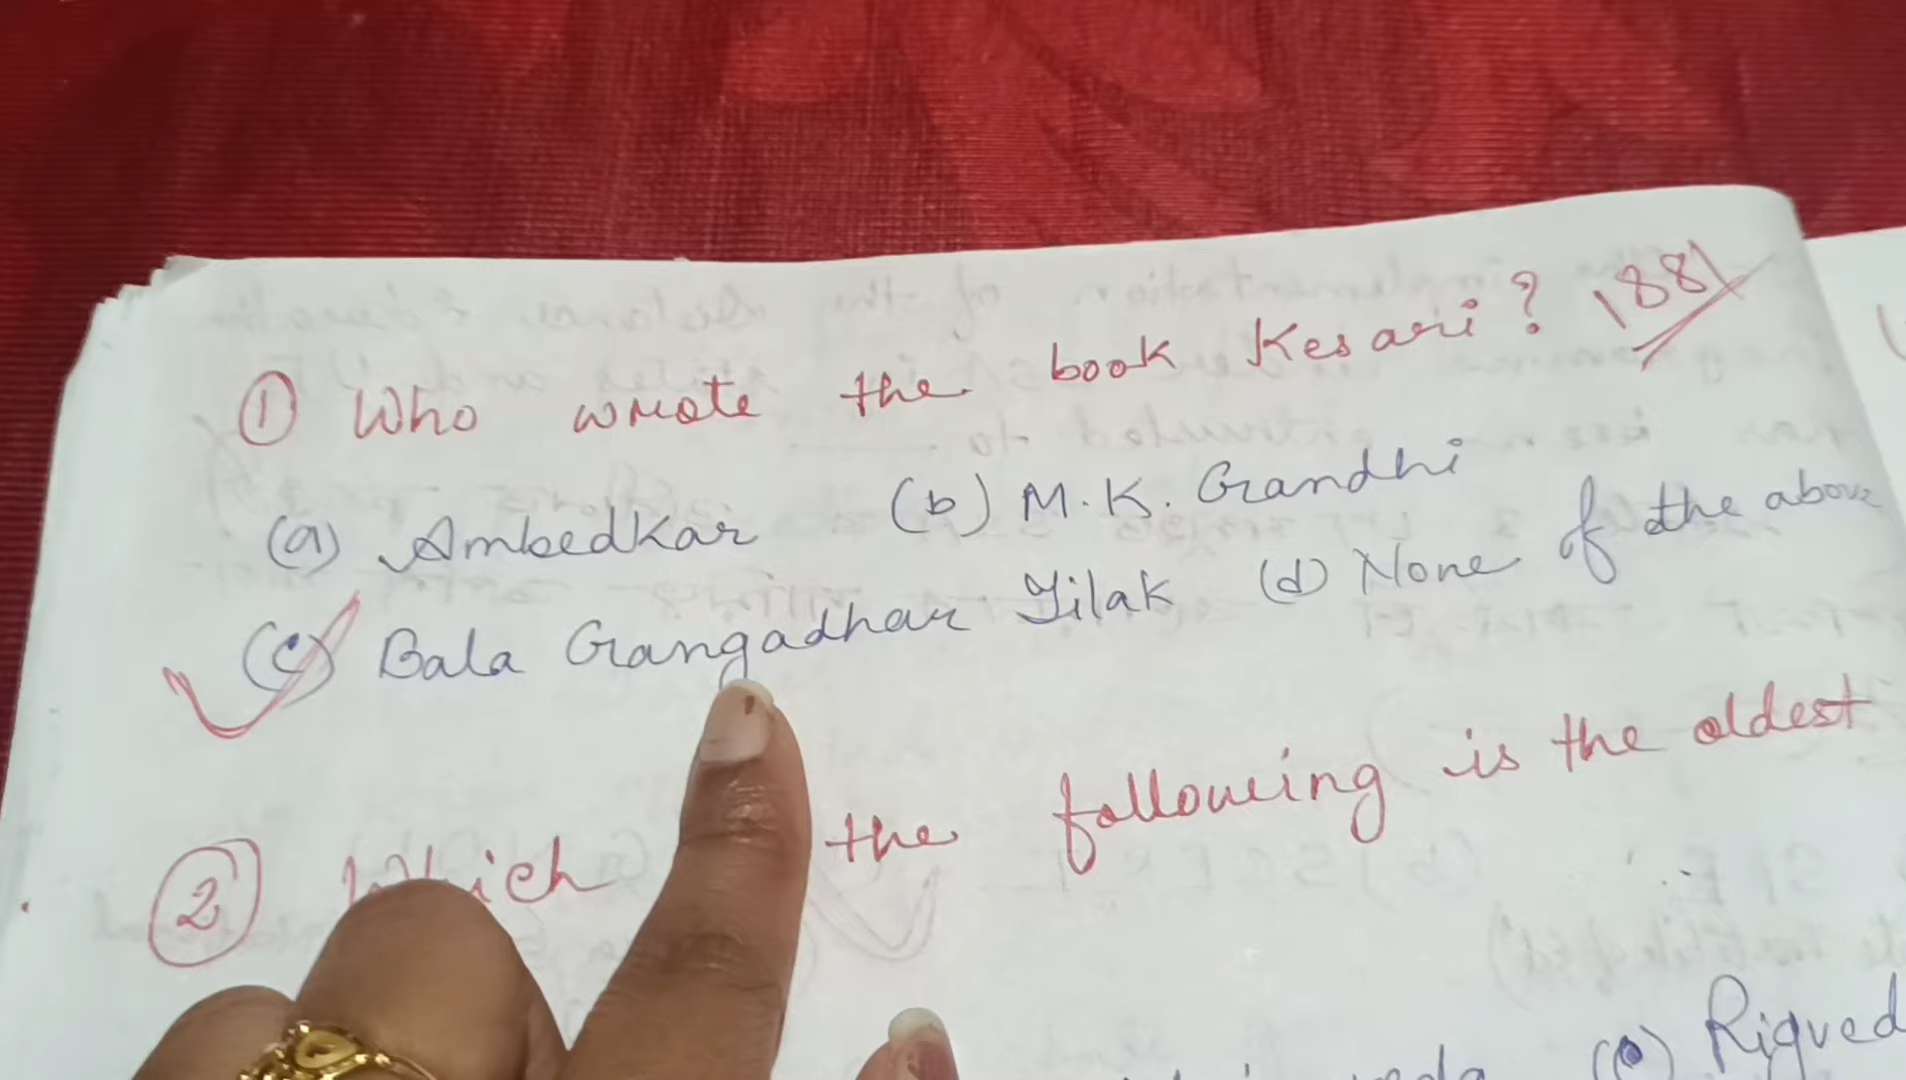 ① Who wrote the book Kesari? 1881
(a) Ambedkar (b) M.K. Gandhi
(c) Bala Gangadhar Tilak (d) None of the above
② Which the following is the oldest
(c) Rigved